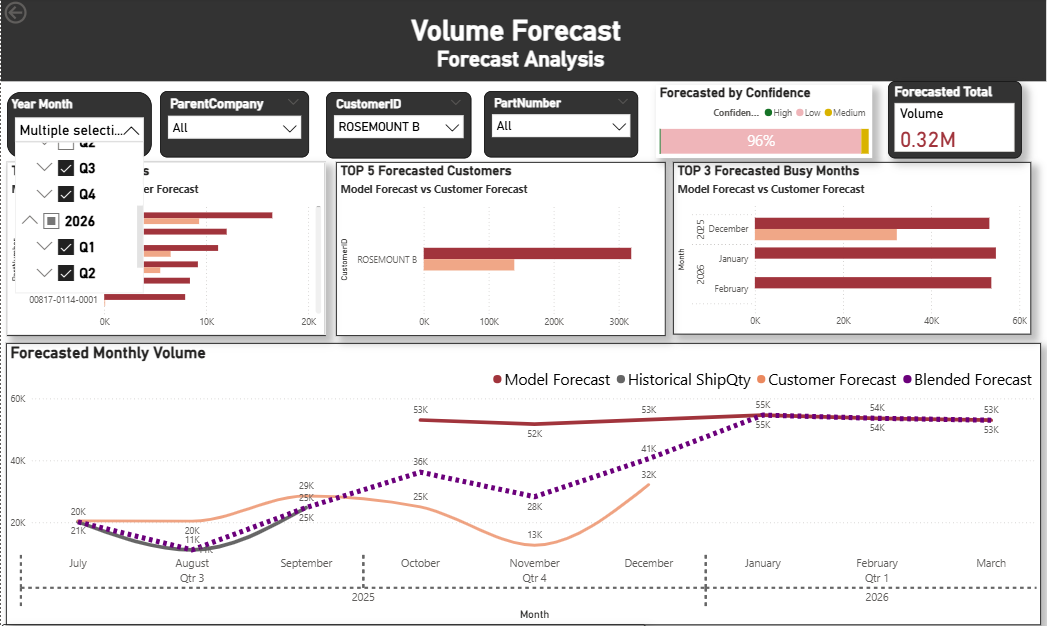 Volume Forecast
Forecast Analysis
Year Month
Multiple selecti...
Q2
Q3
Q4
2026
Q1
Q2
ParentCompany
All
CustomerID
ROSEMOUNT B
PartNumber
All
Forecasted by Confidence
Confiden... High Low Medium
96%
Forecasted Total
Volume
0.32M
er Forecast
00817-0114-0001
0K 10K 20K
TOP 5 Forecasted Customers
Model Forecast vs Customer Forecast
CustomerID
ROSEMOUNT B
0K 100K 200K 300K
TOP 3 Forecasted Busy Months
Model Forecast vs Customer Forecast
Month
2025
December
2026
January
February
0K 20K 40K 60K
Forecasted Monthly Volume
Model Forecast Historical ShipQty Customer Forecast Blended Forecast
60K
40K
20K
53K 52K 53K 55K 54K 53K
55K 54K 53K
36K 28K 41K
20K 29K 25K 25K 13K 32K
21K 20K 11K 25K
July August September October November December January February March
Qtr 3 Qtr 4 Qtr 1
2025 2026
Month